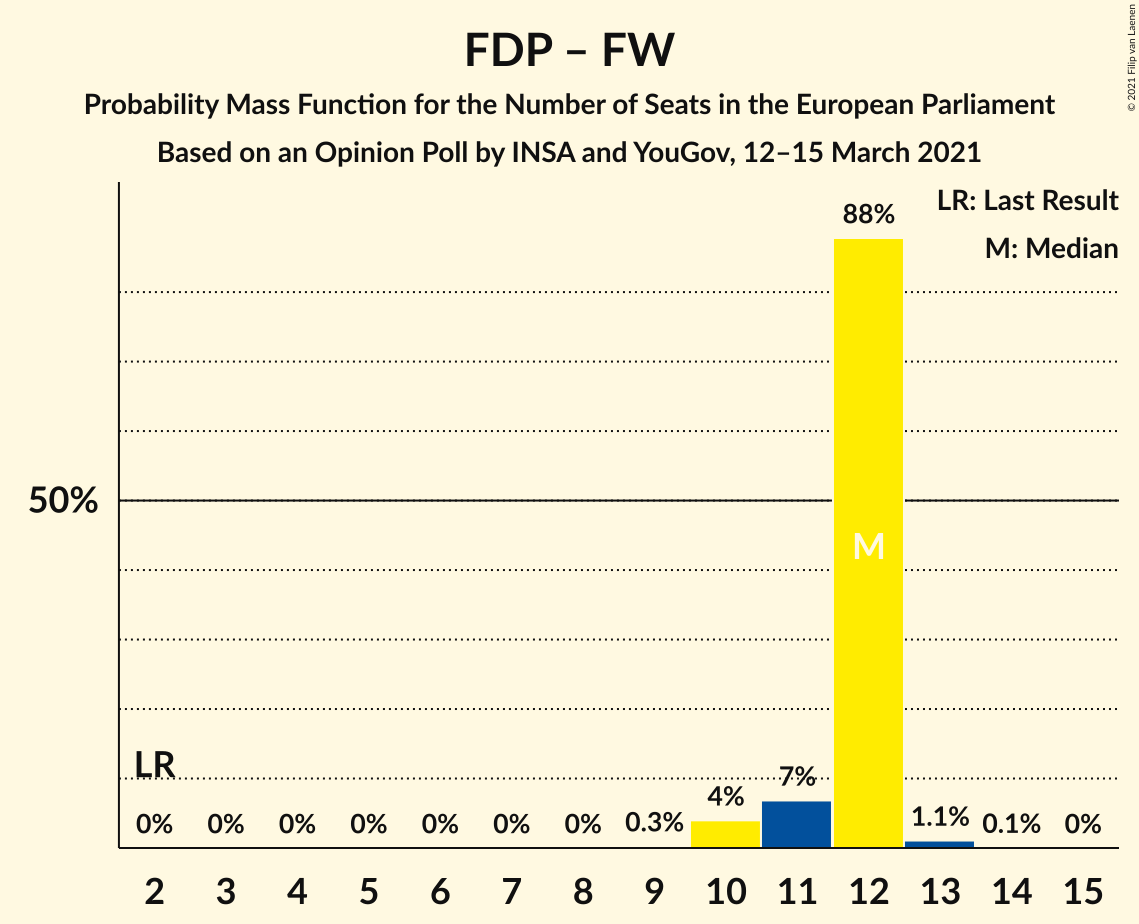 FDP – FW
Probability Mass Function for the Number of Seats in the European Parliament
Based on an Opinion Poll by INSA and YouGov, 12–15 March 2021
© 2021 Filip van Laenen
LR: Last Result
M: Median
88%
50%
M
LR
0% 0% 0% 0% 0% 0% 0% 0.3% 4% 7% 1.1% 0.1% 0%
2 3 4 5 6 7 8 9 10 11 12 13 14 15